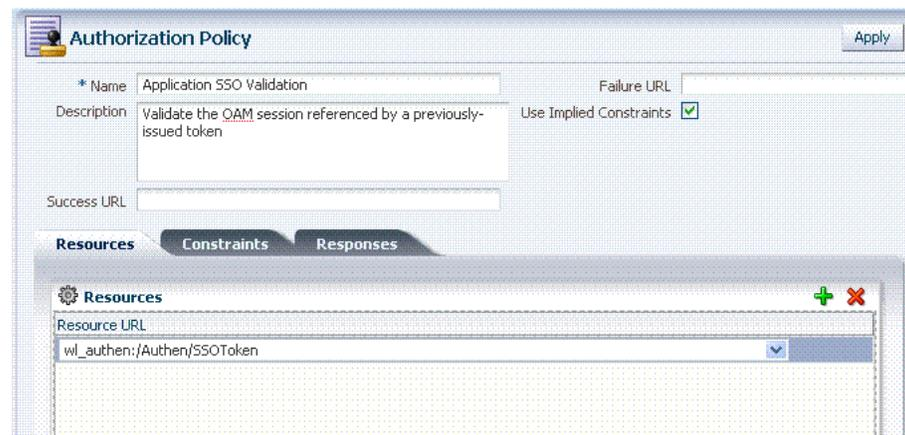 Authorization Policy
Apply
* Name Application SSO Validation
Failure URL
Description Validate the OAM session referenced by a previously-
issued token
Use Implied Constraints
Success URL
Resources Constraints Responses
Resources
Resource URL
wl_authen:/Authen/SSOToken